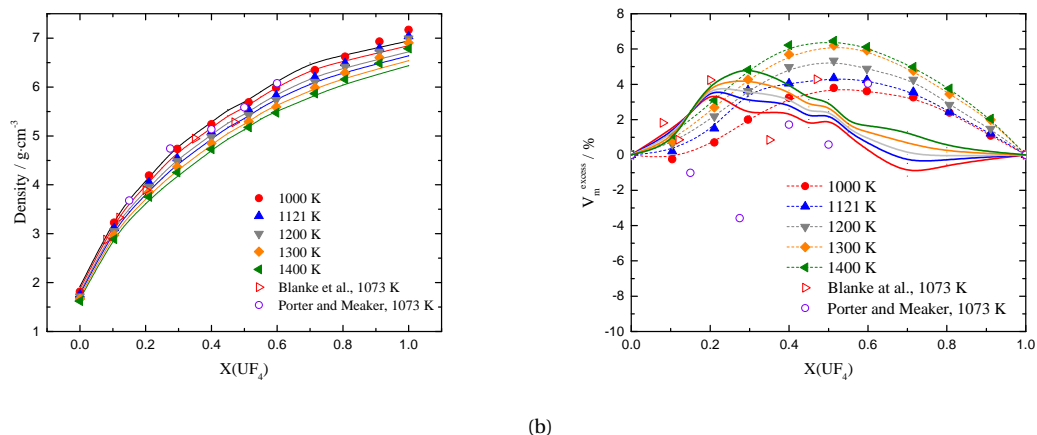 Density / g·cm⁻³
7
6
5
4
3
2
1
0.0 0.2 0.4 0.6 0.8 1.0
X(UF₄)
1000 K
1121 K
1200 K
1300 K
1400 K
Blanke et al., 1073 K
Porter and Meaker, 1073 K
Vₘᵉˣᶜᵉˢˢ / %
8
6
4
2
0
-2
-4
-6
-8
-10
0.0 0.2 0.4 0.6 0.8 1.0
X(UF₄)
1000 K
1121 K
1200 K
1300 K
1400 K
Blanke at al., 1073 K
Porter and Meaker, 1073 K
(b)